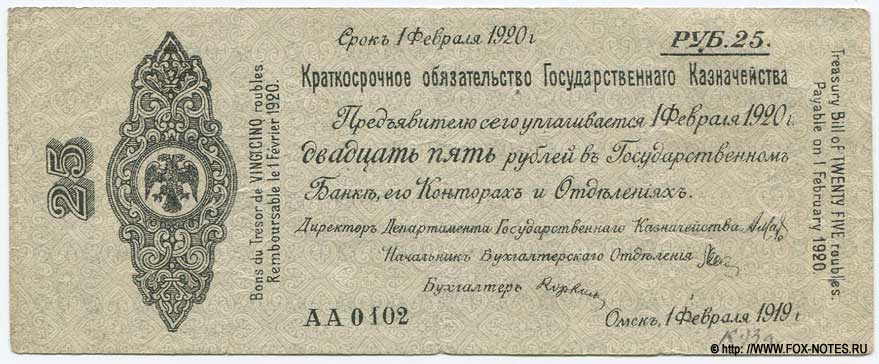 Срокъ 1 Февраля 1920 г
РУБ. 25.
Краткосрочное обязательство Государственнаго Казначейства
Предъявителю сего уплачивается 1 Февраля 1920 г.
двадцать пять рублей въ Государственномъ
Банкѣ, его Конторахъ и Отдѣленіяхъ.
Директоръ Департамента Государственнаго Казначейства
Начальникъ Бухгалтерскаго Отдѣленія
Бухгалтеръ
АА 0102
Омскъ, 1 Февраля 1919 г.
25
Bons du Trésor de VINGICINQ roubles
Remboursable le 1 Février 1920.
Treasury Bill of TWENTY FIVE roubles.
Payable on 1 February 1920.
http://WWW.FOX-NOTES.RU